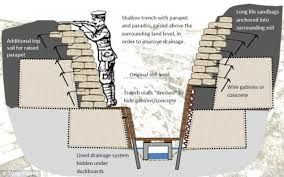 Shallow trench with parapet
and parados, raised above the
surrounding land level, in
order to improve drainage.
Long life sandbags
anchored into
surrounding soil
Additional top
soil for raised
parapet
Original soil level
Trench walls "dressed" to
hide gabions/concrete
Wire gabions or
concrete
Lined drainage system
hidden under
duckboards